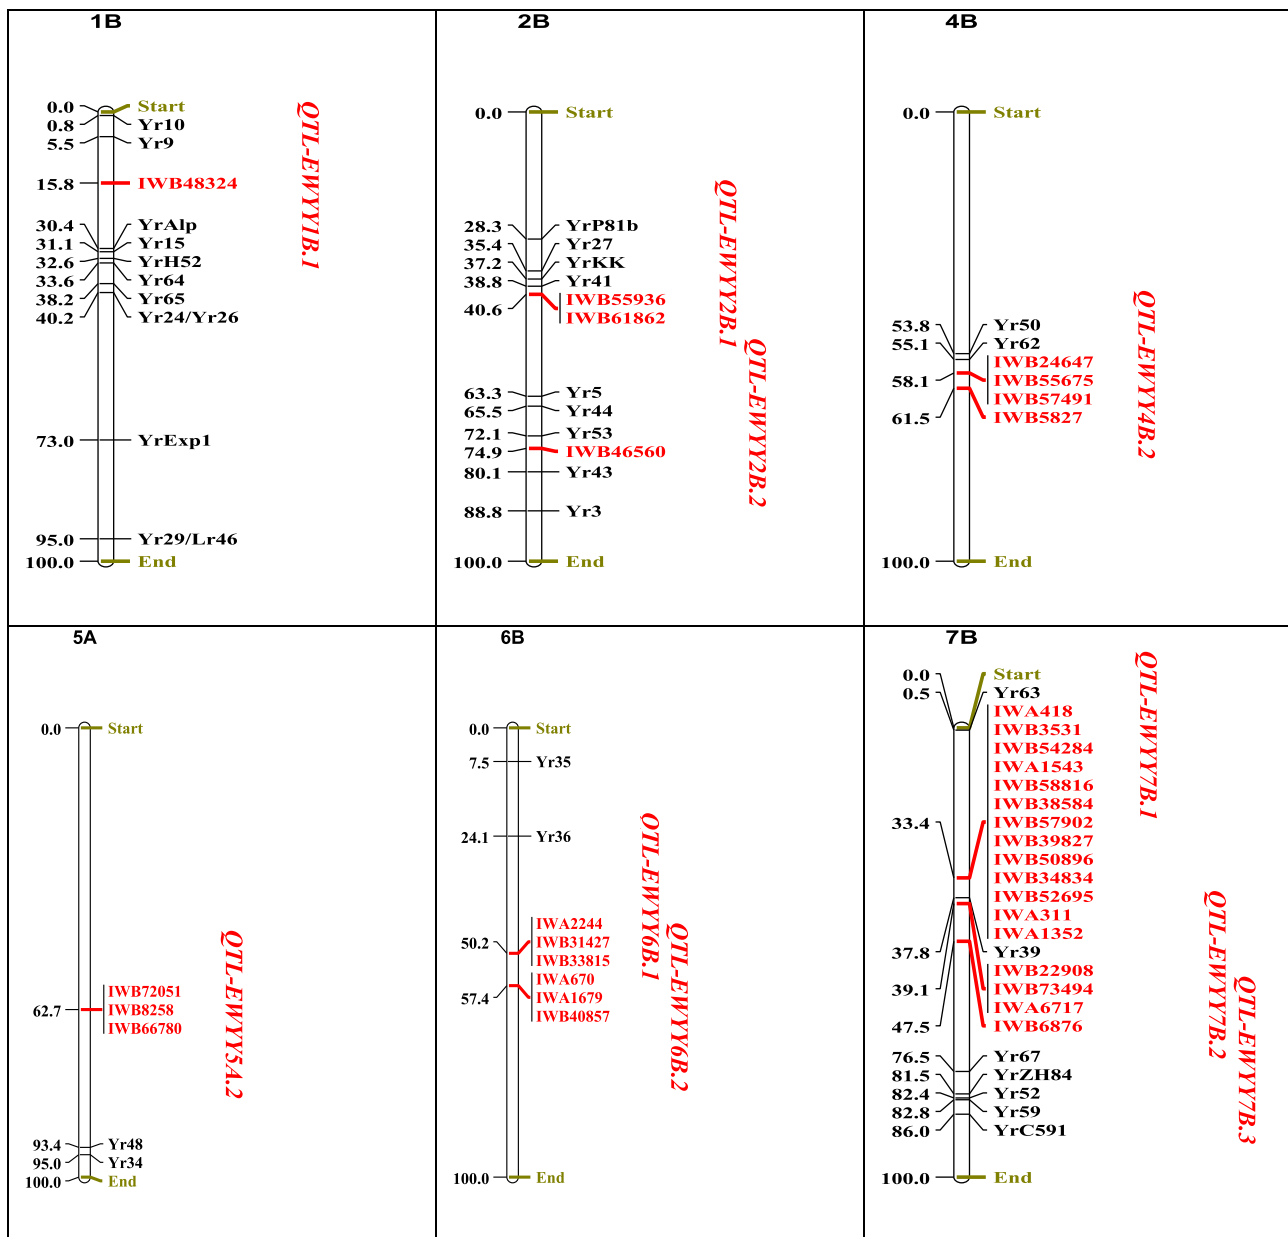 1B
0.0 Start
0.8 Yr10
5.5 Yr9
15.8 IWB48324
30.4 YrAlp
31.1 Yr15
32.6 YrH52
33.6 Yr64
38.2 Yr65
40.2 Yr24/Yr26
73.0 YrExp1
95.0 Yr29/Lr46
100.0 End
QTL-EWYY1B.1
2B
0.0 Start
28.3 YrP81b
35.4 Yr27
37.2 YrKK
38.8 Yr41
IWB55936
40.6
IWB61862
63.3 Yr5
65.5 Yr44
72.1 Yr53
74.9 IWB46560
80.1 Yr43
88.8 Yr3
100.0 End
QTL-EWYY2B.1
QTL-EWYY2B.2
4B
0.0 Start
53.8 Yr50
55.1 Yr62
IWB24647
58.1 IWB55675
IWB57491
61.5 IWB5827
100.0 End
QTL-EWYY4B.2
5A
0.0 Start
IWB72051
62.7 IWB8258
IWB66780
93.4 Yr48
95.0 Yr34
100.0 End
QTL-EWYY5A.2
6B
0.0 Start
7.5 Yr35
24.1 Yr36
IWA2244
50.2 IWB31427
IWB33815
IWA670
57.4 IWA1679
IWB40857
100.0 End
QTL-EWYY6B.1
QTL-EWYY6B.2
7B
0.0 Start
0.5 Yr63
IWA418
IWB3531
IWB54284
IWA1543
IWB58816
IWB38584
33.4 IWB57902
IWB39827
IWB50896
IWB34834
IWB52695
IWA311
IWA1352
37.8 Yr39
IWB22908
39.1 IWB73494
IWA6717
47.5 IWB6876
76.5 Yr67
81.5 YrZH84
82.4 Yr52
82.8 Yr59
86.0 YrC591
100.0 End
QTL-EWYY7B.1
QTL-EWYY7B.2
QTL-EWYY7B.3